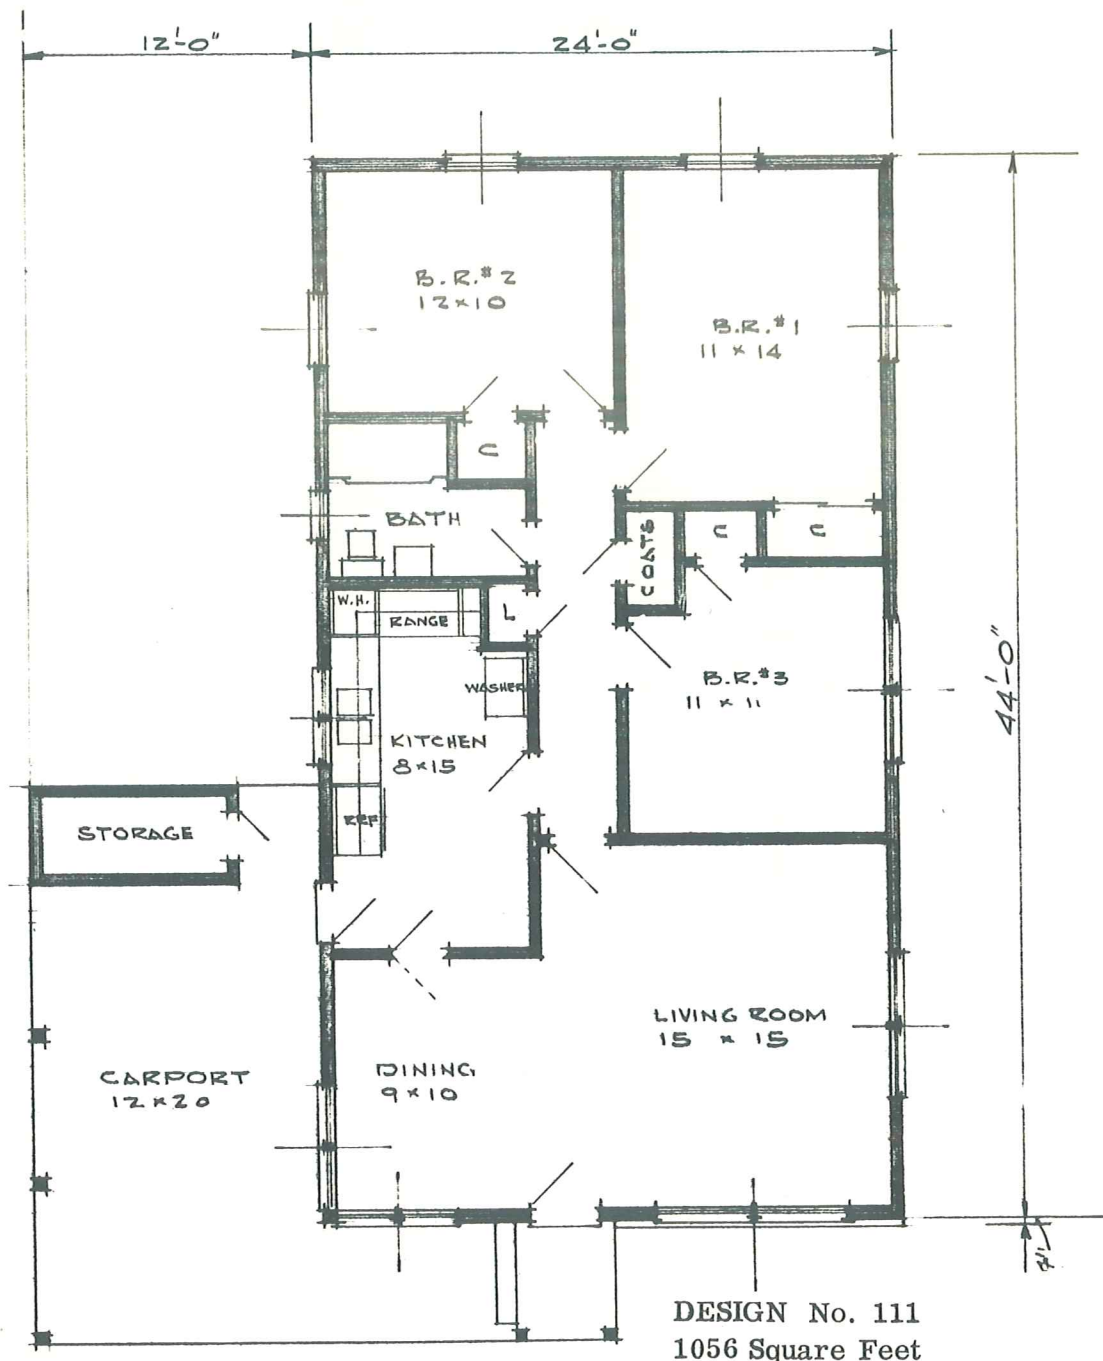 12'-0"
24'-0"
B.R.#2
12×10
B.R.#1
11 × 14
C
BATH
COATS
C
C
W.H.
RANGE
L
WASHER
B.R.#3
11 × 11
44'-0"
KITCHEN
8×15
REF
STORAGE
LIVING ROOM
15 × 15
DINING
9×10
CARPORT
12×20
DESIGN No. 111
1056 Square Feet